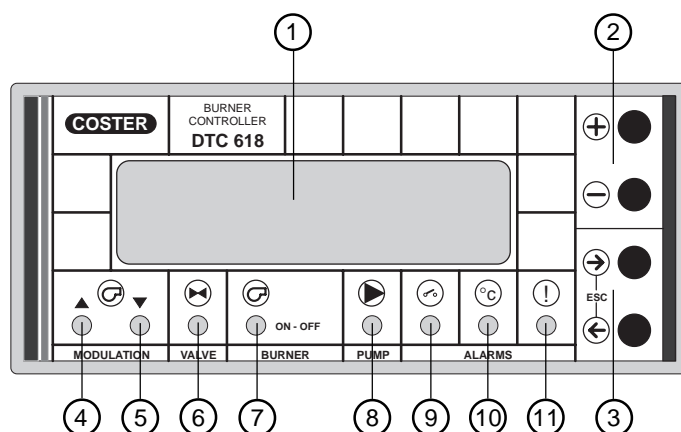 1
2
COSTER
BURNER
CONTROLLER
DTC 618
ESC
°C
!
ON - OFF
MODULATION
VALVE
BURNER
PUMP
ALARMS
4
5
6
7
8
9
10
11
3